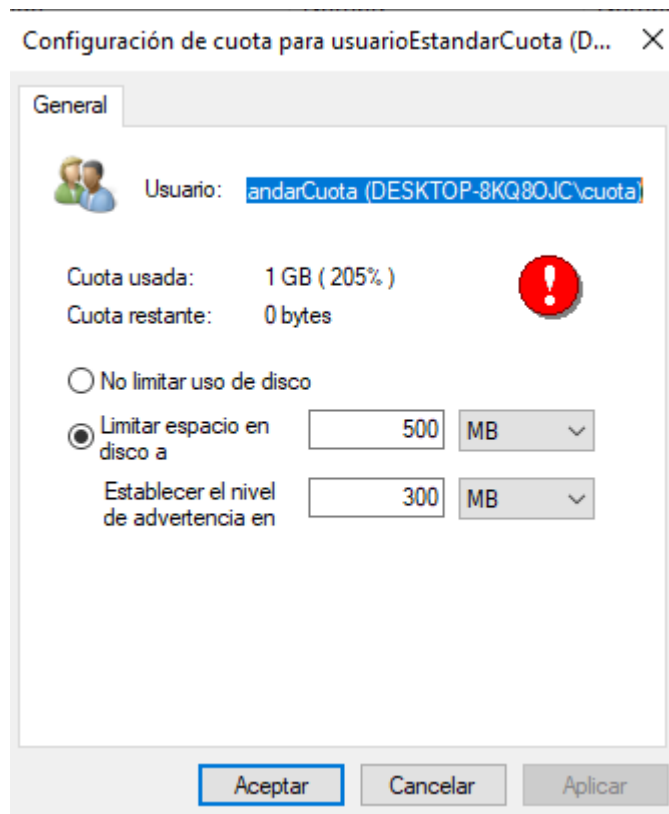 Configuración de cuota para usuarioEstandarCuota (D...
General
Usuario: andarCuota (DESKTOP-8KQ8OJC\cuota)
Cuota usada: 1 GB ( 205% )
Cuota restante: 0 bytes
No limitar uso de disco
Limitar espacio en disco a 500 MB
Establecer el nivel de advertencia en 300 MB
Aceptar Cancelar Aplicar